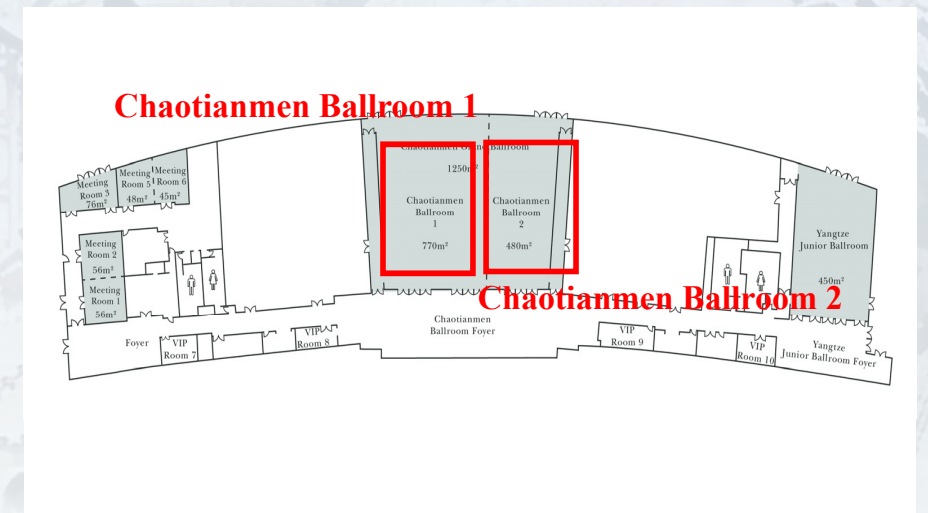 Chaotianmen Ballroom 1
Chaotianmen Grand Ballroom
1250m²
Chaotianmen
Ballroom
1
770m²
Chaotianmen
Ballroom
2
480m²
Chaotianmen Ballroom 2
Meeting
Room 3
76m²
Meeting
Room 5
48m²
Meeting
Room 6
45m²
Meeting
Room 2
56m²
Meeting
Room 1
56m²
Yangtze
Junior Ballroom
450m²
Chaotianmen
Ballroom Foyer
Foyer
VIP
Room 7
VIP
Room 8
VIP
Room 9
VIP
Room 10
Yangtze
Junior Ballroom Foyer